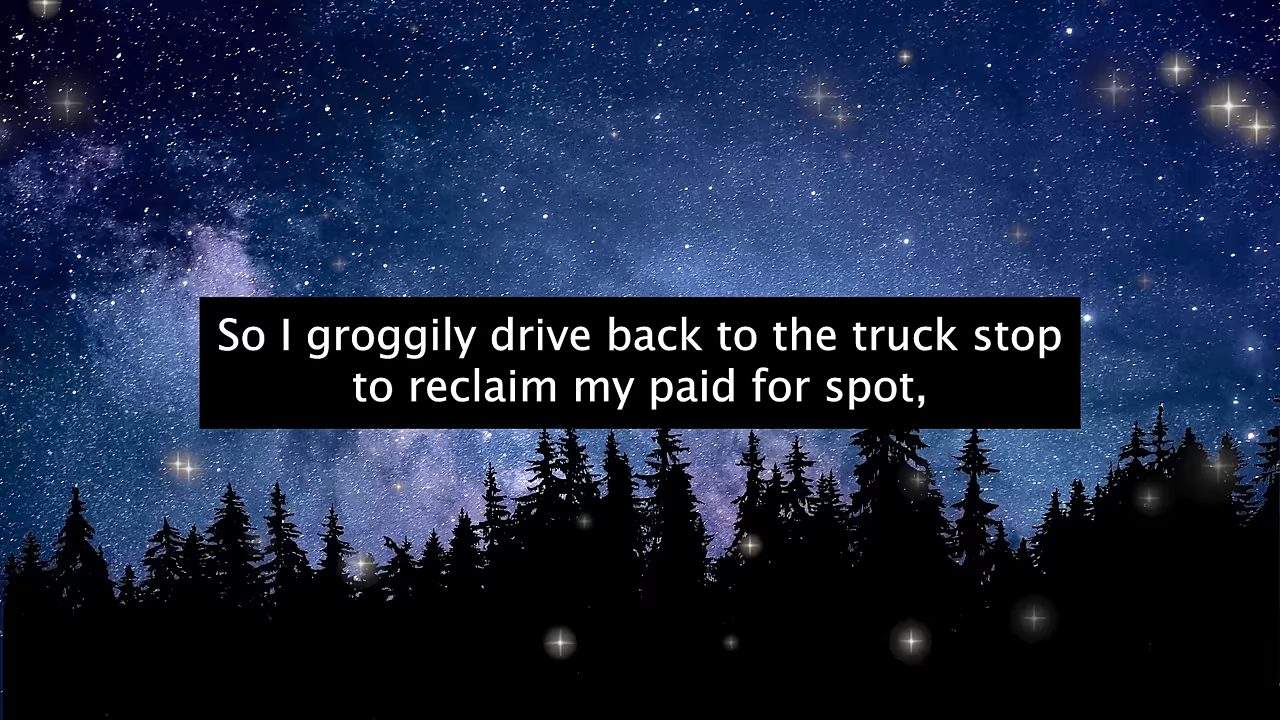 So I groggily drive back to the truck stop
to reclaim my paid for spot,